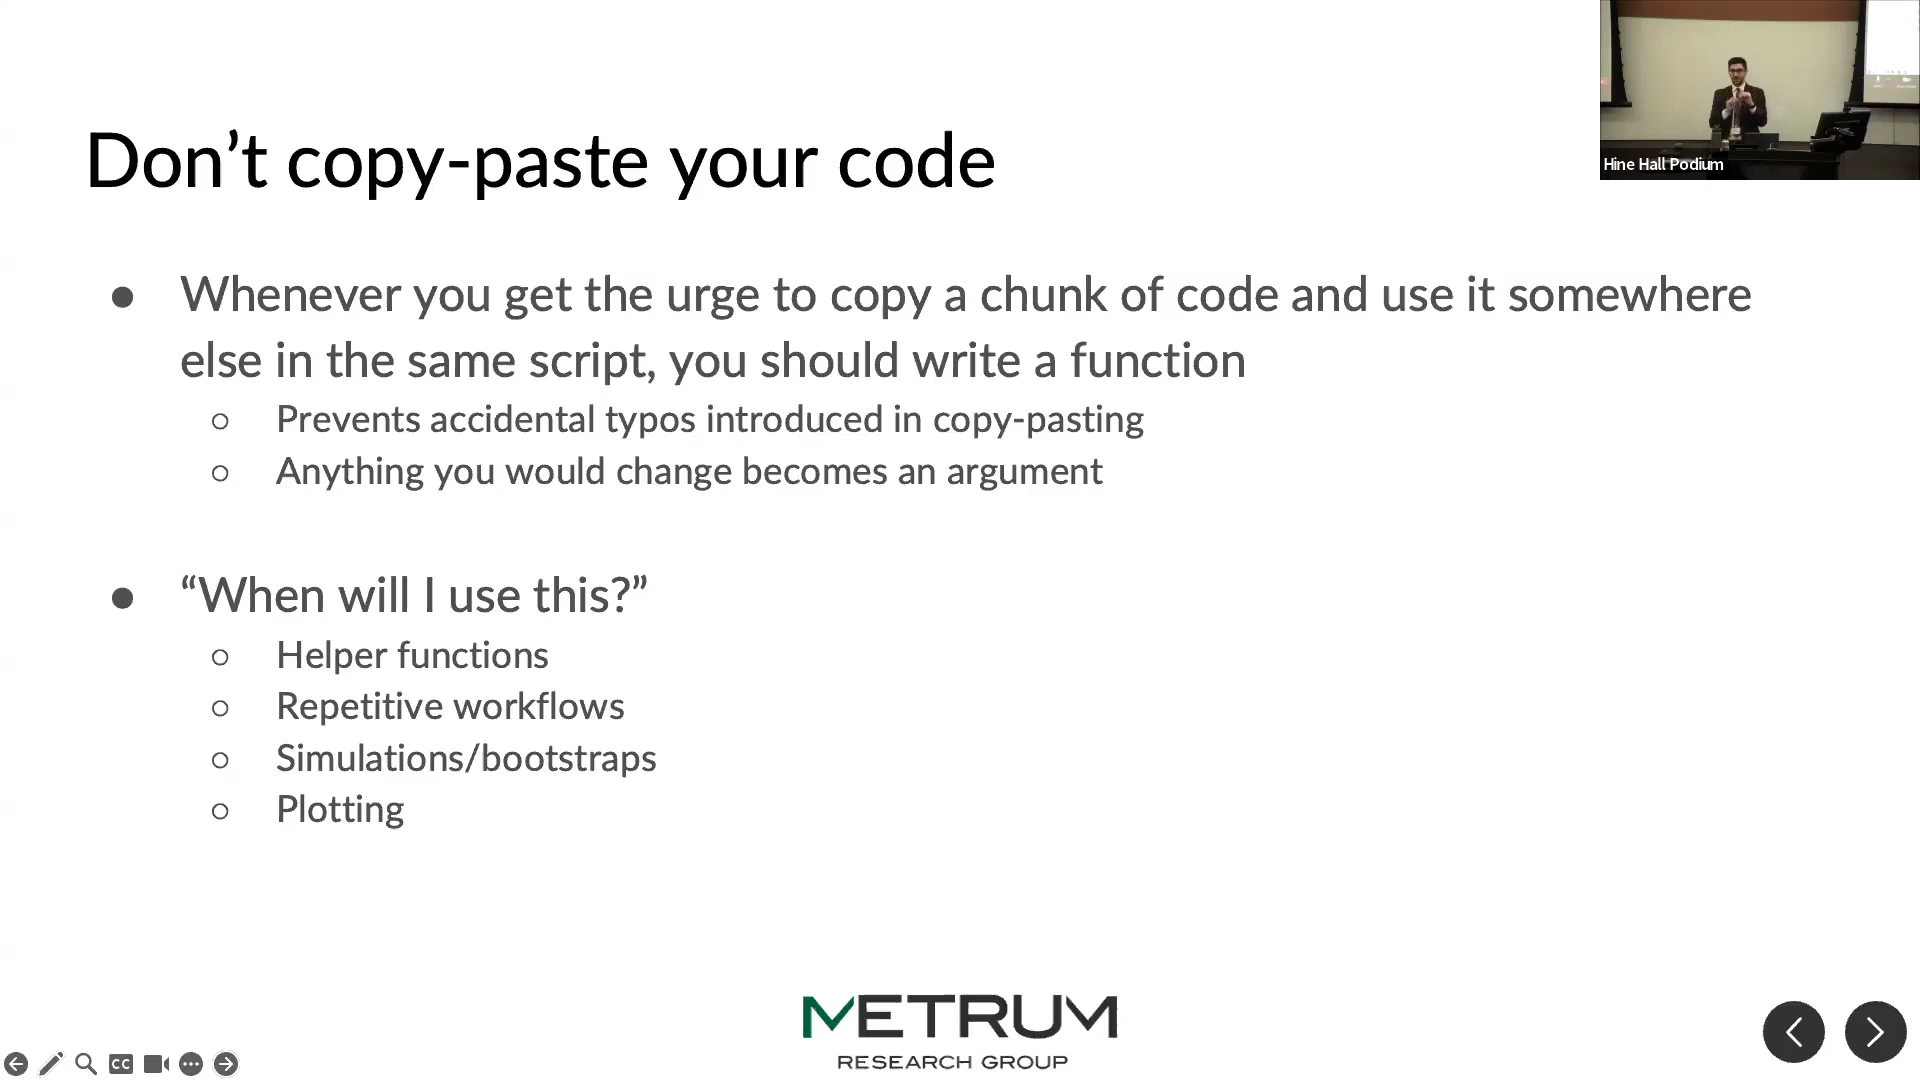 Hine Hall Podium
Don’t copy-paste your code
● Whenever you get the urge to copy a chunk of code and use it somewhere
else in the same script, you should write a function
○ Prevents accidental typos introduced in copy-pasting
○ Anything you would change becomes an argument
● “When will I use this?”
○ Helper functions
○ Repetitive workflows
○ Simulations/bootstraps
○ Plotting
METRUM
RESEARCH GROUP
CC